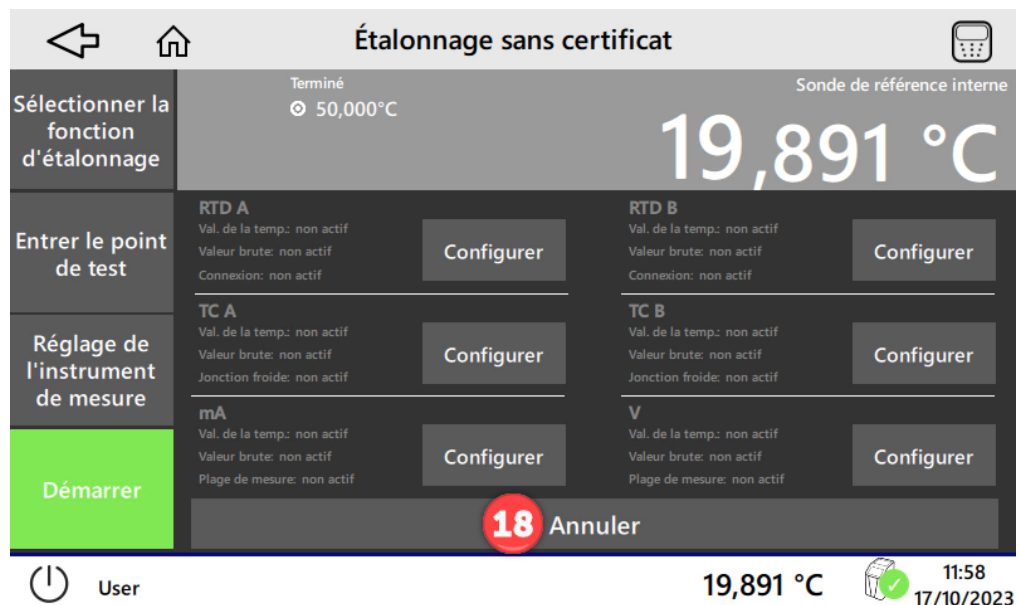 Étalonnage sans certificat
Sélectionner la
fonction
d'étalonnage
Terminé
50,000°C
Sonde de référence interne
19,891 °C
Entrer le point
de test
RTD A
Val. de la temp.: non actif
Valeur brute: non actif
Connexion: non actif
Configurer
RTD B
Val. de la temp.: non actif
Valeur brute: non actif
Connexion: non actif
Configurer
Réglage de
l'instrument
de mesure
TC A
Val. de la temp.: non actif
Valeur brute: non actif
Jonction froide: non actif
Configurer
TC B
Val. de la temp.: non actif
Valeur brute: non actif
Jonction froide: non actif
Configurer
Démarrer
mA
Val. de la temp.: non actif
Valeur brute: non actif
Plage de mesure: non actif
Configurer
V
Val. de la temp.: non actif
Valeur brute: non actif
Plage de mesure: non actif
Configurer
18 Annuler
User
19,891 °C
11:58
17/10/2023